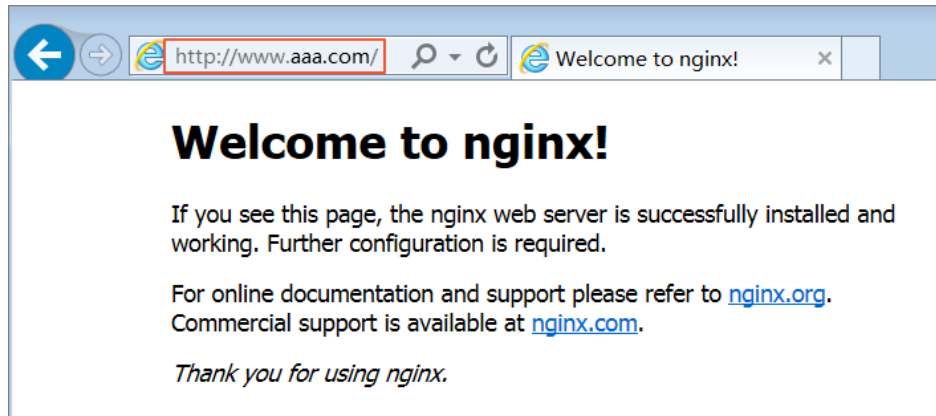 http://www.aaa.com/
Welcome to nginx!
Welcome to nginx!
If you see this page, the nginx web server is successfully installed and
working. Further configuration is required.
For online documentation and support please refer to nginx.org.
Commercial support is available at nginx.com.
Thank you for using nginx.